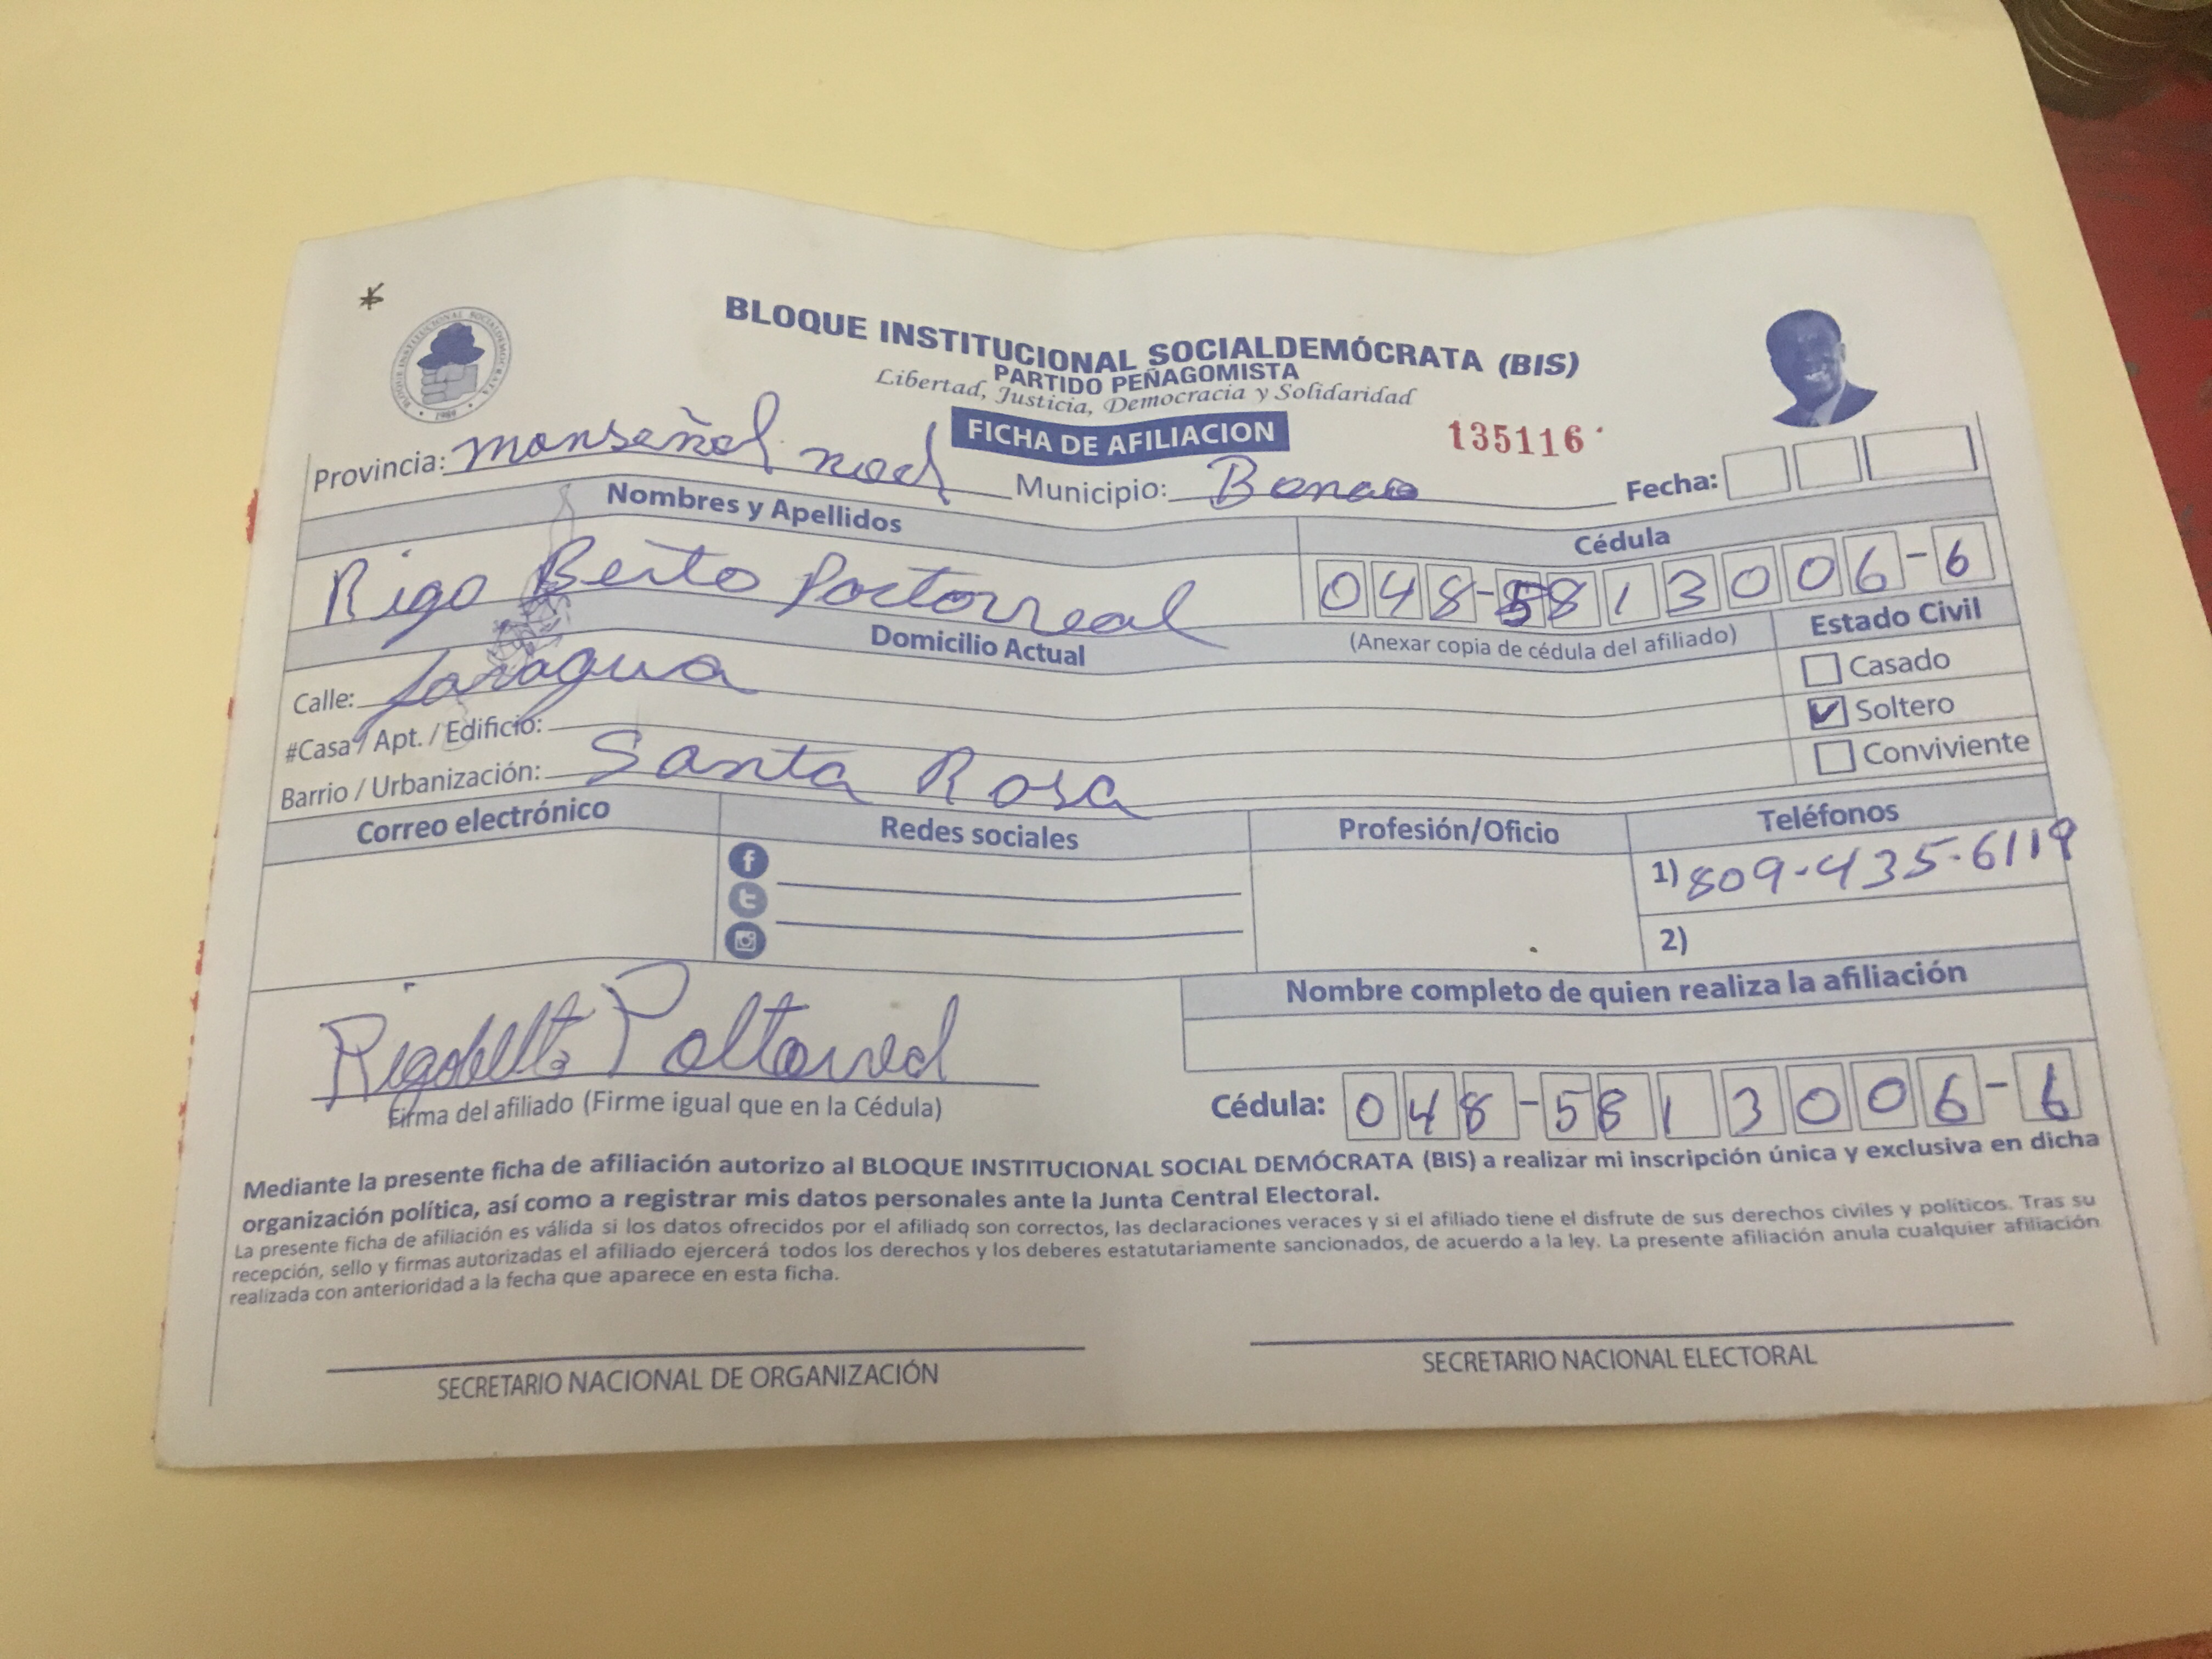 BLOQUE INSTITUCIONAL SOCIALDEMÓCRATA
1989
BLOQUE INSTITUCIONAL SOCIALDEMÓCRATA (BIS)
PARTIDO PEÑAGOMISTA
Libertad, Justicia, Democracia y Solidaridad
FICHA DE AFILIACION
135116
Provincia: monseñol noel Municipio: Bonao Fecha:
Nombres y Apellidos Cédula
Rigo Berto Portorreal 048-5813006-6
Domicilio Actual (Anexar copia de cédula del afiliado) Estado Civil
Calle: Jaragua Casado
#Casa / Apt. / Edificio: Soltero
Barrio / Urbanización: Santa Rosa Conviviente
Correo electrónico Redes sociales Profesión/Oficio Teléfonos
1) 809-435-6119
2)
Nombre completo de quien realiza la afiliación
Firma del afiliado (Firme igual que en la Cédula) Cédula: 048-5813006-6
Mediante la presente ficha de afiliación autorizo al BLOQUE INSTITUCIONAL SOCIAL DEMÓCRATA (BIS) a realizar mi inscripción única y exclusiva en dicha
organización política, así como a registrar mis datos personales ante la Junta Central Electoral.
La presente ficha de afiliación es válida si los datos ofrecidos por el afiliado son correctos, las declaraciones veraces y si el afiliado tiene el disfrute de sus derechos civiles y políticos. Tras su
recepción, sello y firmas autorizadas el afiliado ejercerá todos los derechos y los deberes estatutariamente sancionados, de acuerdo a la ley. La presente afiliación anula cualquier afiliación
realizada con anterioridad a la fecha que aparece en esta ficha.
SECRETARIO NACIONAL DE ORGANIZACIÓN SECRETARIO NACIONAL ELECTORAL